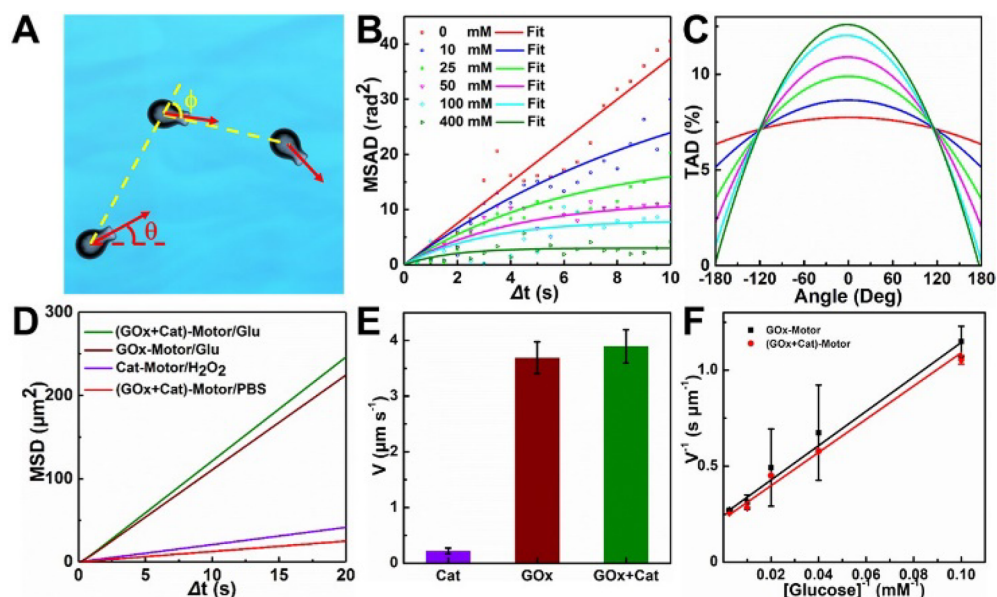 A
ϕ
θ
B
MSAD (rad²)
40
30
20
10
0
0 mM Fit
10 mM Fit
25 mM Fit
50 mM Fit
100 mM Fit
400 mM Fit
0 2 4 6 8 10
Δt (s)
C
TAD (%)
10
5
0
-180 -120 -60 0 60 120 180
Angle (Deg)
D
MSD (μm²)
300
200
100
0
(GOx+Cat)-Motor/Glu
GOx-Motor/Glu
Cat-Motor/H₂O₂
(GOx+Cat)-Motor/PBS
0 5 10 15 20
Δt (s)
E
V (μm s⁻¹)
4
2
0
Cat GOx GOx+Cat
F
V⁻¹ (s μm⁻¹)
1.0
0.5
0.0
GOx-Motor
(GOx+Cat)-Motor
0.02 0.04 0.06 0.08 0.10
[Glucose]⁻¹ (mM⁻¹)